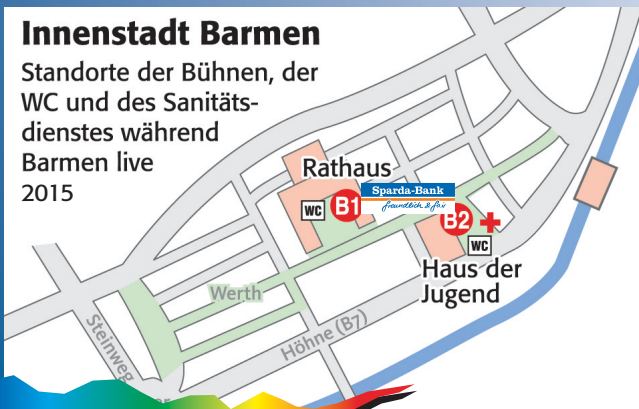 Innenstadt Barmen
Standorte der Bühnen, der
WC und des Sanitäts-
dienstes während
Barmen live
2015
Rathaus
Sparda-Bank
freundlich & fair
WC
B1
B2
WC
Haus der
Jugend
Werth
Höhne (B7)
Steinweg